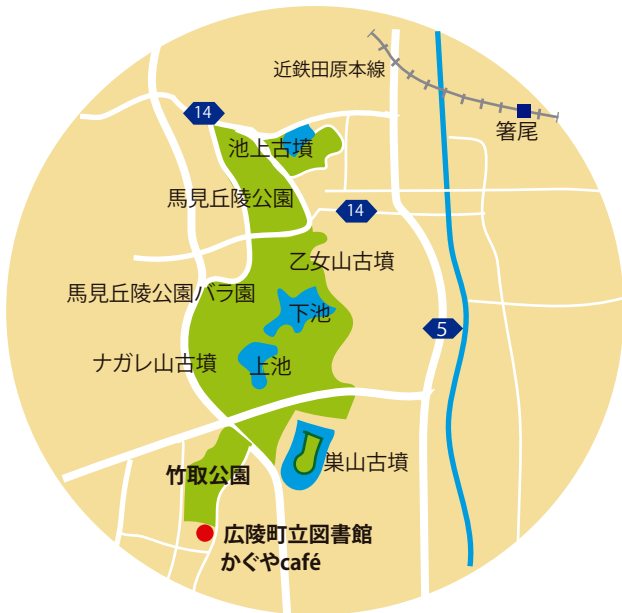 近鉄田原本線
箸尾
14
池上古墳
馬見丘陵公園
14
乙女山古墳
馬見丘陵公園バラ園
下池
5
ナガレ山古墳
上池
巣山古墳
竹取公園
広陵町立図書館
かぐやcafé